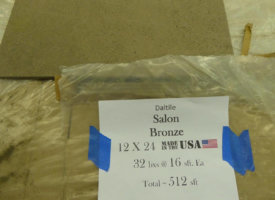 Daltile
Salon
Bronze
12 X 24 MADE IN THE USA
32 bxs @ 16 sft. Ea
Total - 512 sft